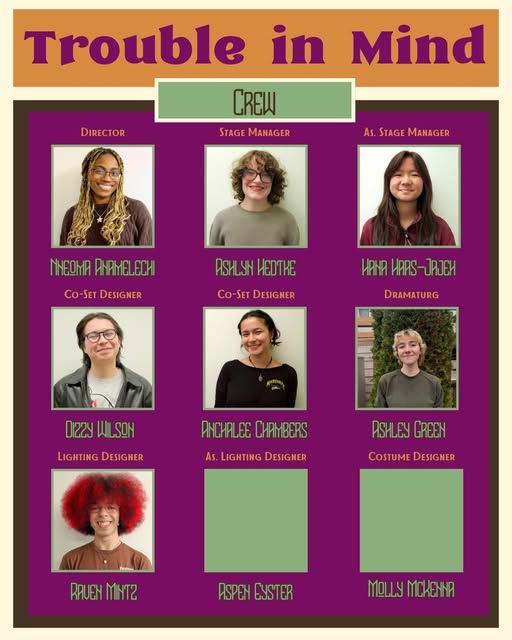 Trouble in Mind
Crew
Director
Stage Manager
As. Stage Manager
Nneoma Anamelechi
Ashlyn Hedtke
Hana Haas-Jajeh
Co-Set Designer
Co-Set Designer
Dramaturg
Dizzy Wilson
Anchalee Chambers
Ashley Green
Lighting Designer
As. Lighting Designer
Costume Designer
Raven Mintz
Aspen Eyster
Molly McKenna